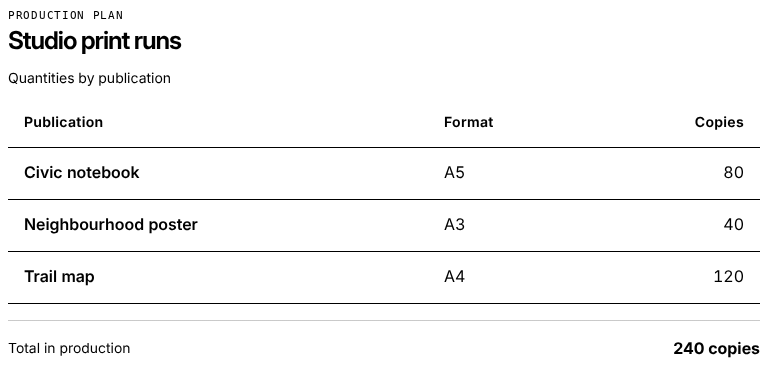 PRODUCTION PLAN
Studio print runs
Quantities by publication
Publication Format Copies
Civic notebook A5 80
Neighbourhood poster A3 40
Trail map A4 120
Total in production 240 copies